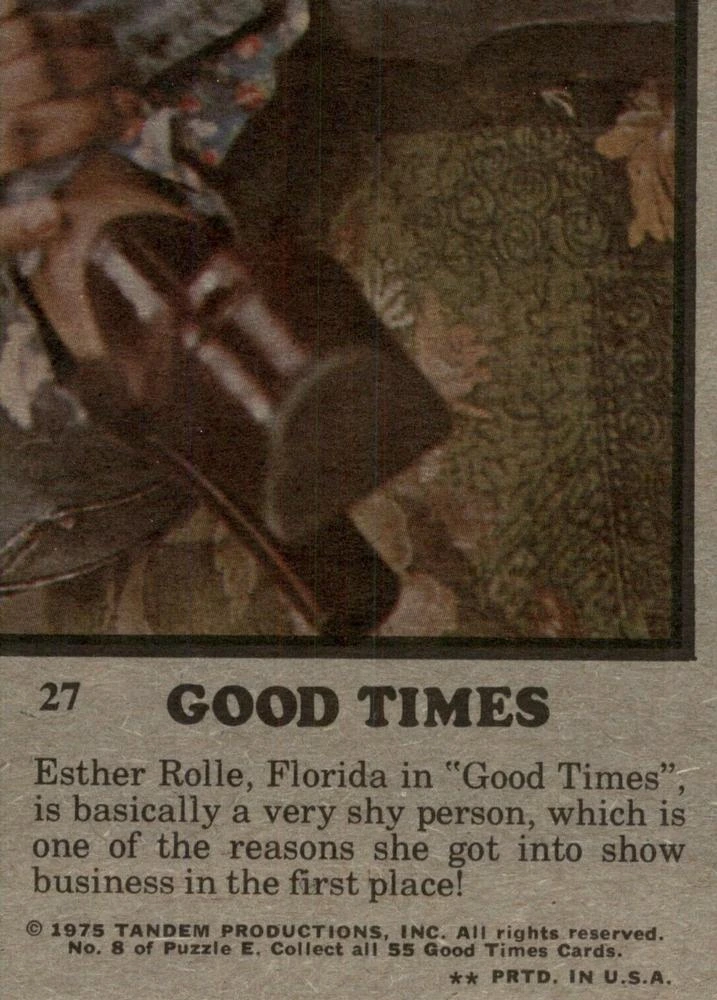 27 GOOD TIMES
Esther Rolle, Florida in "Good Times",
is basically a very shy person, which is
one of the reasons she got into show
business in the first place!
© 1975 TANDEM PRODUCTIONS, INC. All rights reserved.
No. 8 of Puzzle E. Collect all 55 Good Times Cards.
** PRTD. IN U.S.A.